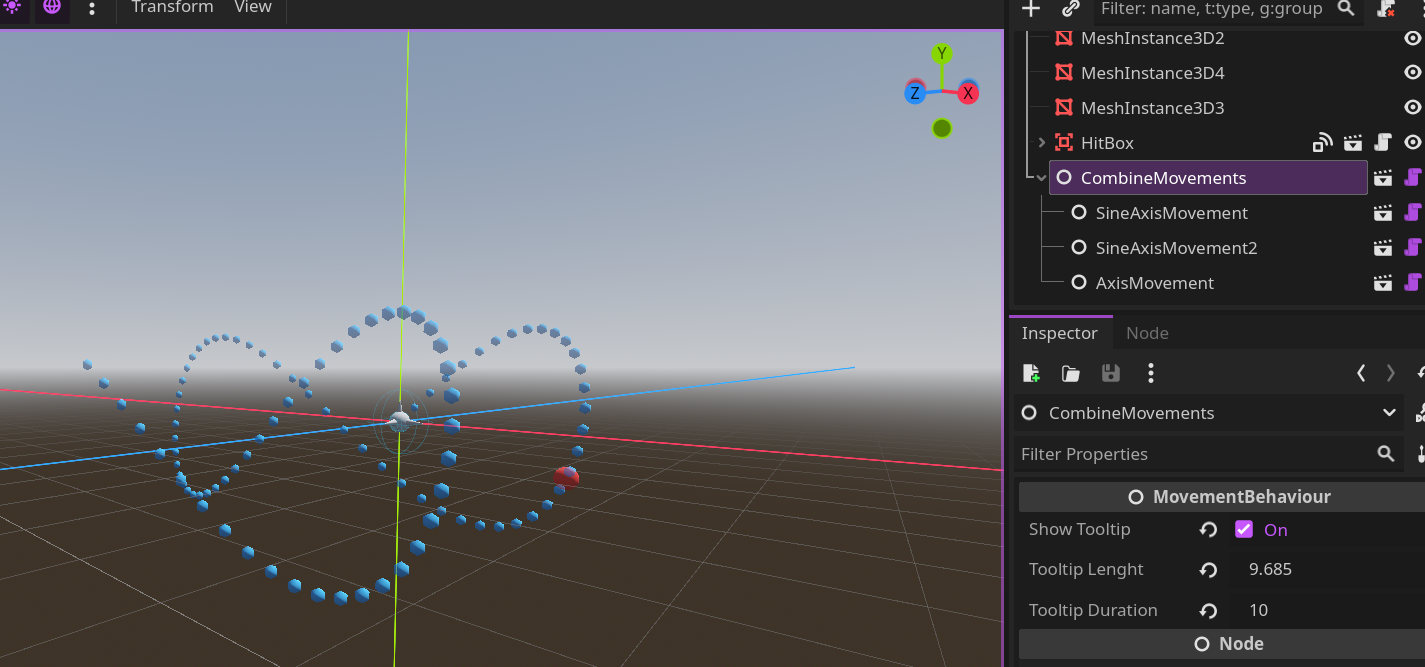 Transform View
Filter: name, t:type, g:group
MeshInstance3D2
MeshInstance3D4
MeshInstance3D3
HitBox
CombineMovements
SineAxisMovement
SineAxisMovement2
AxisMovement
Y
Z
X
Inspector Node
CombineMovements
Filter Properties
MovementBehaviour
Show Tooltip On
Tooltip Lenght 9.685
Tooltip Duration 10
Node